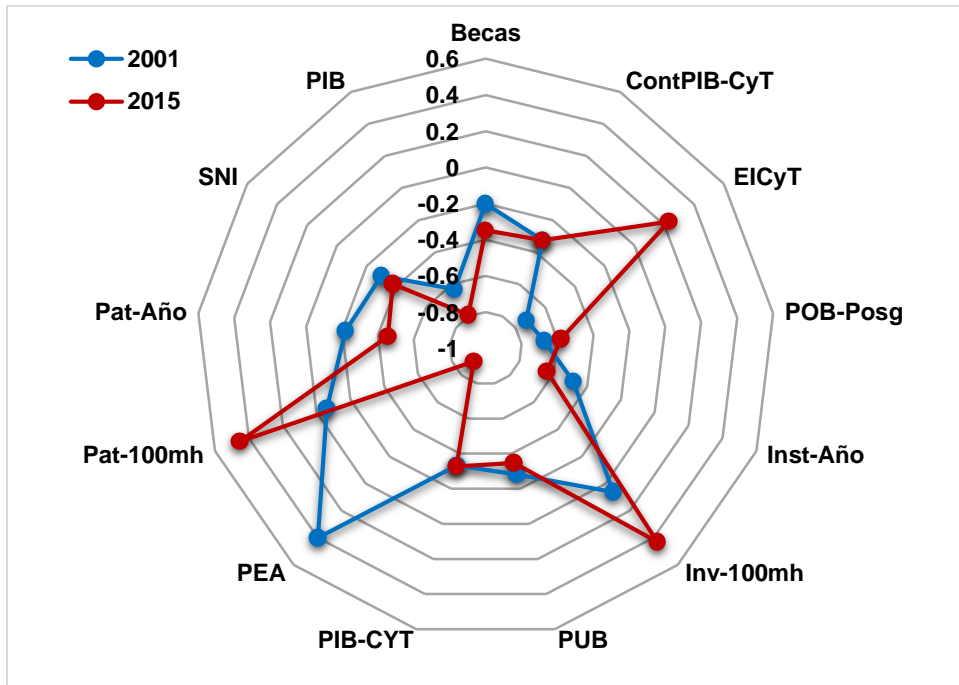 Becas
2001
2015
0.6
0.4
0.2
0
-0.2
-0.4
-0.6
-0.8
-1
ContPIB-CyT
EICyT
POB-Posg
Inst-Año
Inv-100mh
PUB
PIB-CYT
PEA
Pat-100mh
Pat-Año
SNI
PIB